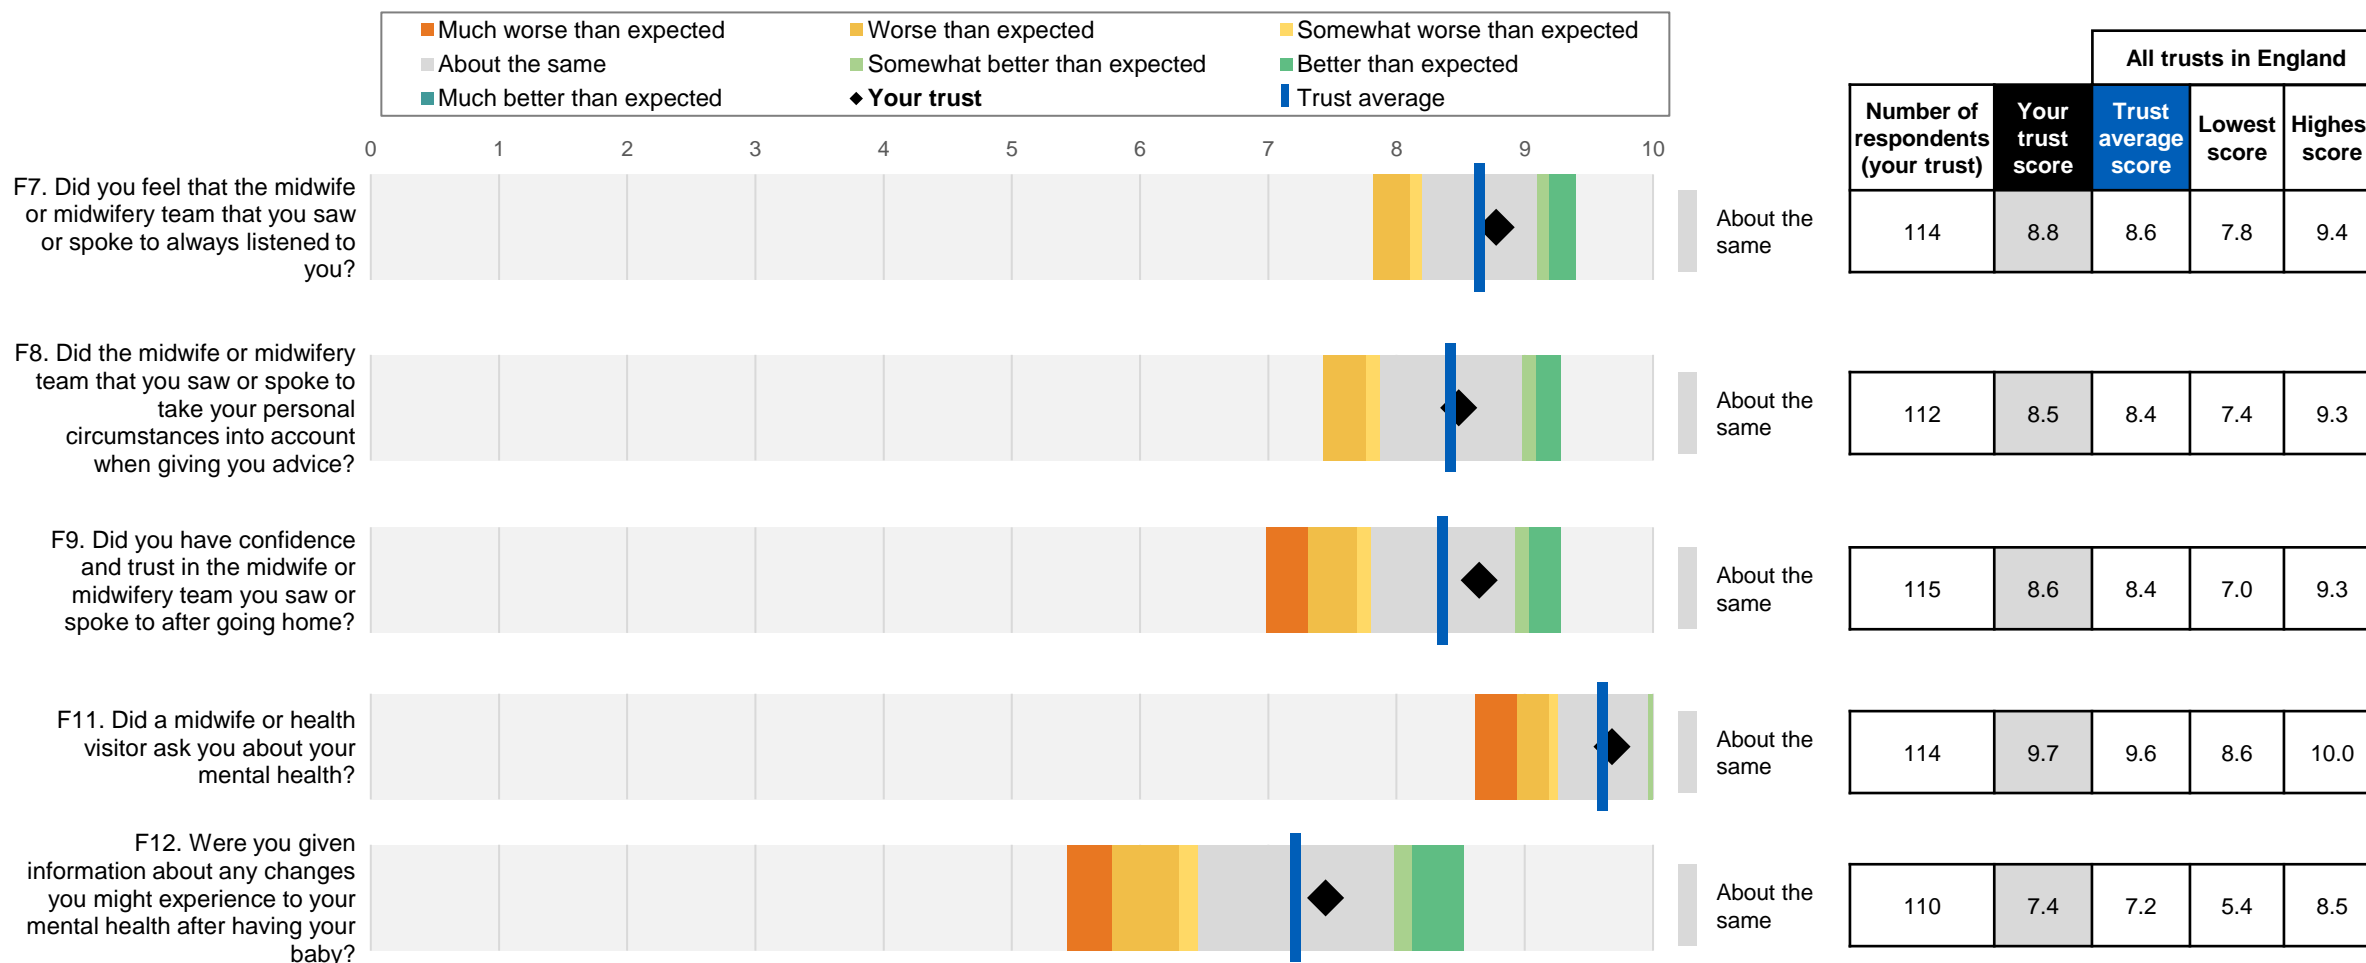 Much worse than expected
Worse than expected
Somewhat worse than expected
About the same
Somewhat better than expected
Better than expected
Much better than expected
Your trust
Trust average
All trusts in England
Number of
respondents
(your trust)
Your
trust
score
Trust
average
score
Lowest
score
Highes
score
0 1 2 3 4 5 6 7 8 9 10
F7. Did you feel that the midwife
or midwifery team that you saw
or spoke to always listened to
you?
About the
same
114 8.8 8.6 7.8 9.4
F8. Did the midwife or midwifery
team that you saw or spoke to
take your personal
circumstances into account
when giving you advice?
About the
same
112 8.5 8.4 7.4 9.3
F9. Did you have confidence
and trust in the midwife or
midwifery team you saw or
spoke to after going home?
About the
same
115 8.6 8.4 7.0 9.3
F11. Did a midwife or health
visitor ask you about your
mental health?
About the
same
114 9.7 9.6 8.6 10.0
F12. Were you given
information about any changes
you might experience to your
mental health after having your
baby?
About the
same
110 7.4 7.2 5.4 8.5